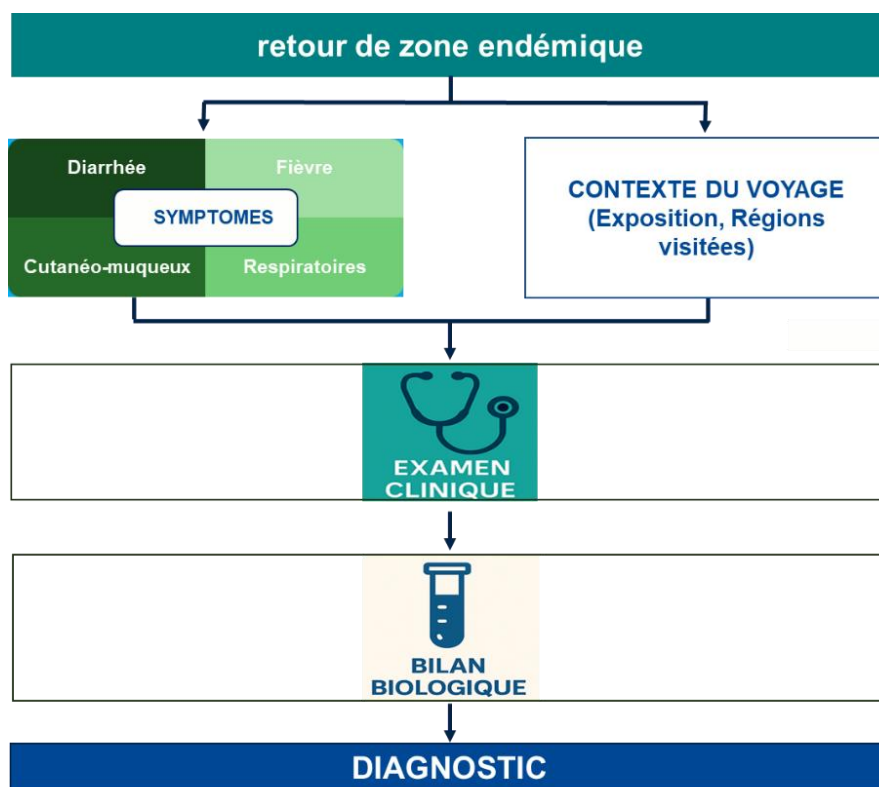 retour de zone endémique
Diarrhée
Fièvre
SYMPTOMES
Cutanéo-muqueux
Respiratoires
CONTEXTE DU VOYAGE
(Exposition, Régions
visitées)
EXAMEN
CLINIQUE
BILAN
BIOLOGIQUE
DIAGNOSTIC